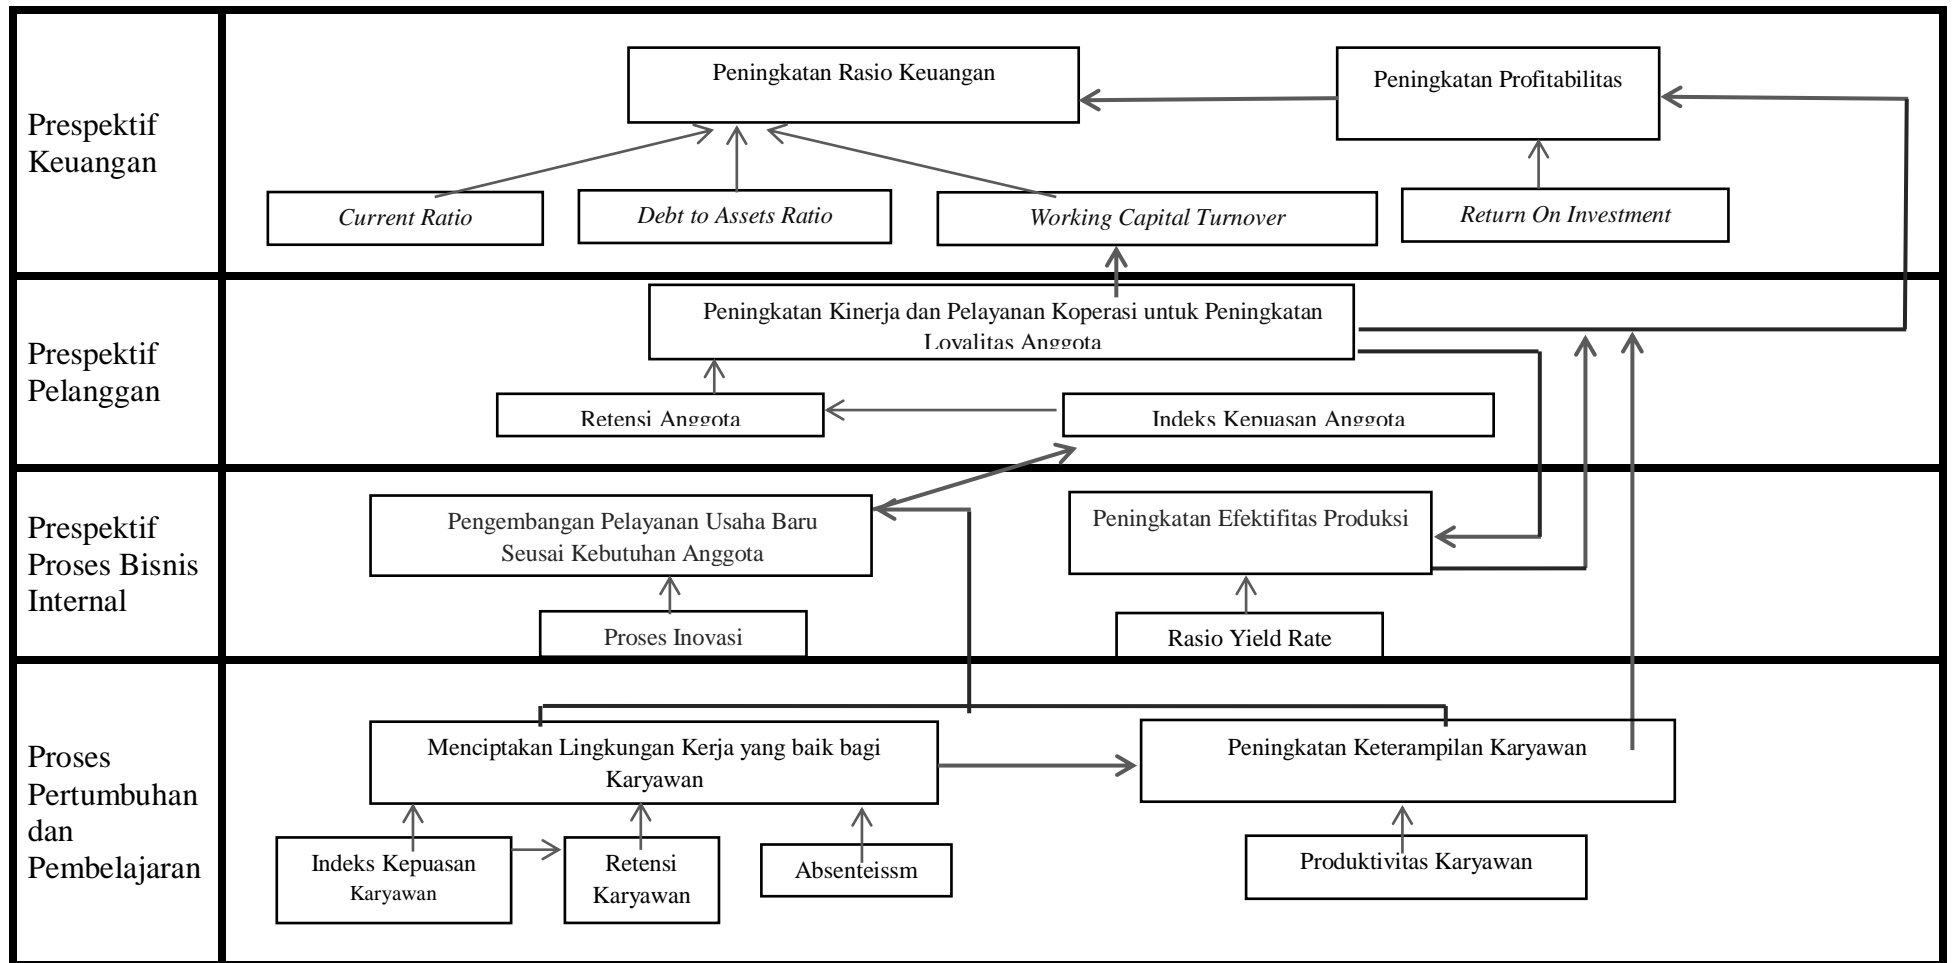 Prespektif
Keuangan
Peningkatan Rasio Keuangan
Peningkatan Profitabilitas
Current Ratio
Debt to Assets Ratio
Working Capital Turnover
Return On Investment
Prespektif
Pelanggan
Peningkatan Kinerja dan Pelayanan Koperasi untuk Peningkatan
Loyalitas Anggota
Retensi Anggota
Indeks Kepuasan Anggota
Prespektif
Proses Bisnis
Internal
Pengembangan Pelayanan Usaha Baru
Seusai Kebutuhan Anggota
Peningkatan Efektifitas Produksi
Proses Inovasi
Rasio Yield Rate
Proses
Pertumbuhan
dan
Pembelajaran
Menciptakan Lingkungan Kerja yang baik bagi
Karyawan
Peningkatan Keterampilan Karyawan
Indeks Kepuasan
Karyawan
Retensi
Karyawan
Absenteissm
Produktivitas Karyawan